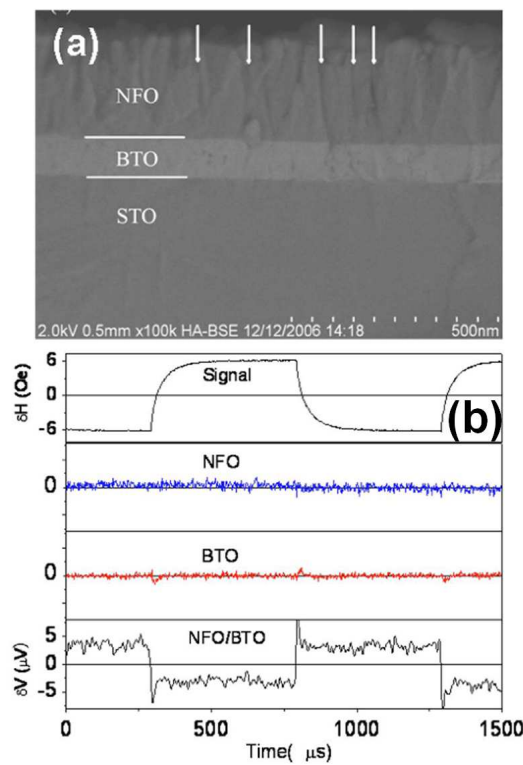 (a)
NFO
BTO
STO
2.0kV 0.5mm x100k HA-BSE 12/12/2006 14:18 500nm
δH (Oe)
6
0
-6
Signal
(b)
NFO
0
BTO
0
δV (μV)
5
0
-5
NFO/BTO
0 500 1000 1500
Time( μs)